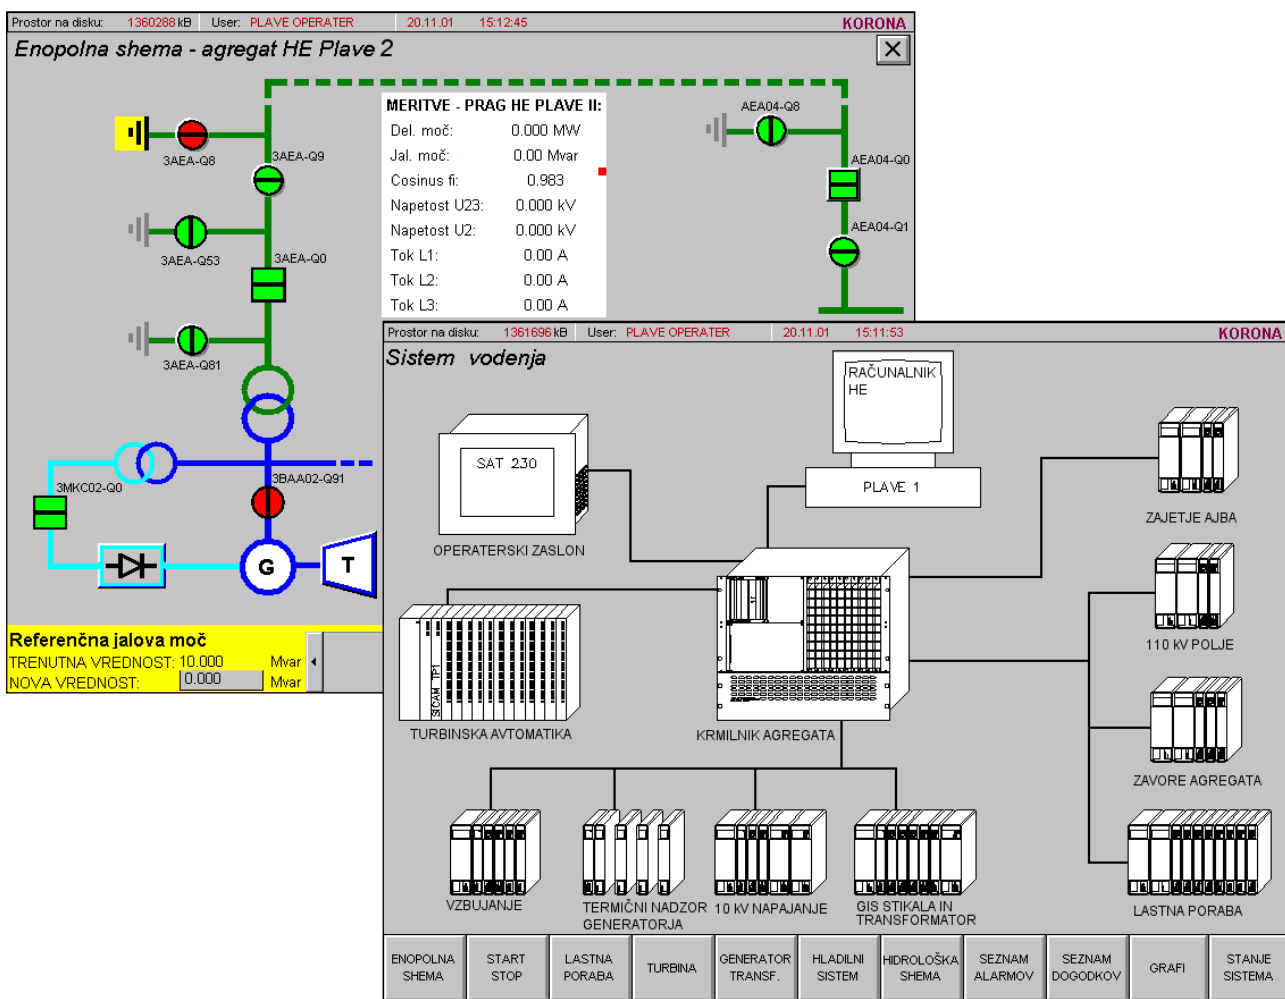 Prostor na disku: 1360288 kB User: PLAVE OPERATER 20.11.01 15:12:45 KORONA
Enopolna shema - agregat HE Plave 2
MERITVE - PRAG HE PLAVE II:
Del. moč: 0.000 MW
Jal. moč: 0.00 Mvar
Cosinus fi: 0.983
Napetost U23: 0.000 kV
Napetost U2: 0.000 kV
Tok L1: 0.00 A
Tok L2: 0.00 A
Tok L3: 0.00 A
3AEA-Q8
3AEA-Q9
3AEA-Q53
3AEA-Q0
3AEA-Q81
AEA04-Q8
AEA04-Q0
AEA04-Q1
3MKC02-Q0
3BAA02-Q91
G
T
Referenčna jalova moč
TRENUTNA VREDNOST: 10.000 Mvar
NOVA VREDNOST: 0.000 Mvar
Prostor na disku: 1361696 kB User: PLAVE OPERATER 20.11.01 15:11:53 KORONA
Sistem vodenja
RAČUNALNIK
HE
PLAVE 1
SAT 230
OPERATERSKI ZASLON
ZAJETJE AJBA
SICAM TP1
TURBINSKA AVTOMATIKA
KRMILNIK AGREGATA
110 kV POLJE
ZAVORE AGREGATA
VZBUJANJE
TERMIČNI NADZOR
GENERATORJA
10 kV NAPAJANJE
GIS STIKALA IN
TRANSFORMATOR
LASTNA PORABA
ENOPOLNA
SHEMA
START
STOP
LASTNA
PORABA
TURBINA
GENERATOR
TRANSF.
HLADILNI
SISTEM
HIDROLOŠKA
SHEMA
SEZNAM
ALARMOV
SEZNAM
DOGODKOV
GRAFI
STANJE
SISTEMA